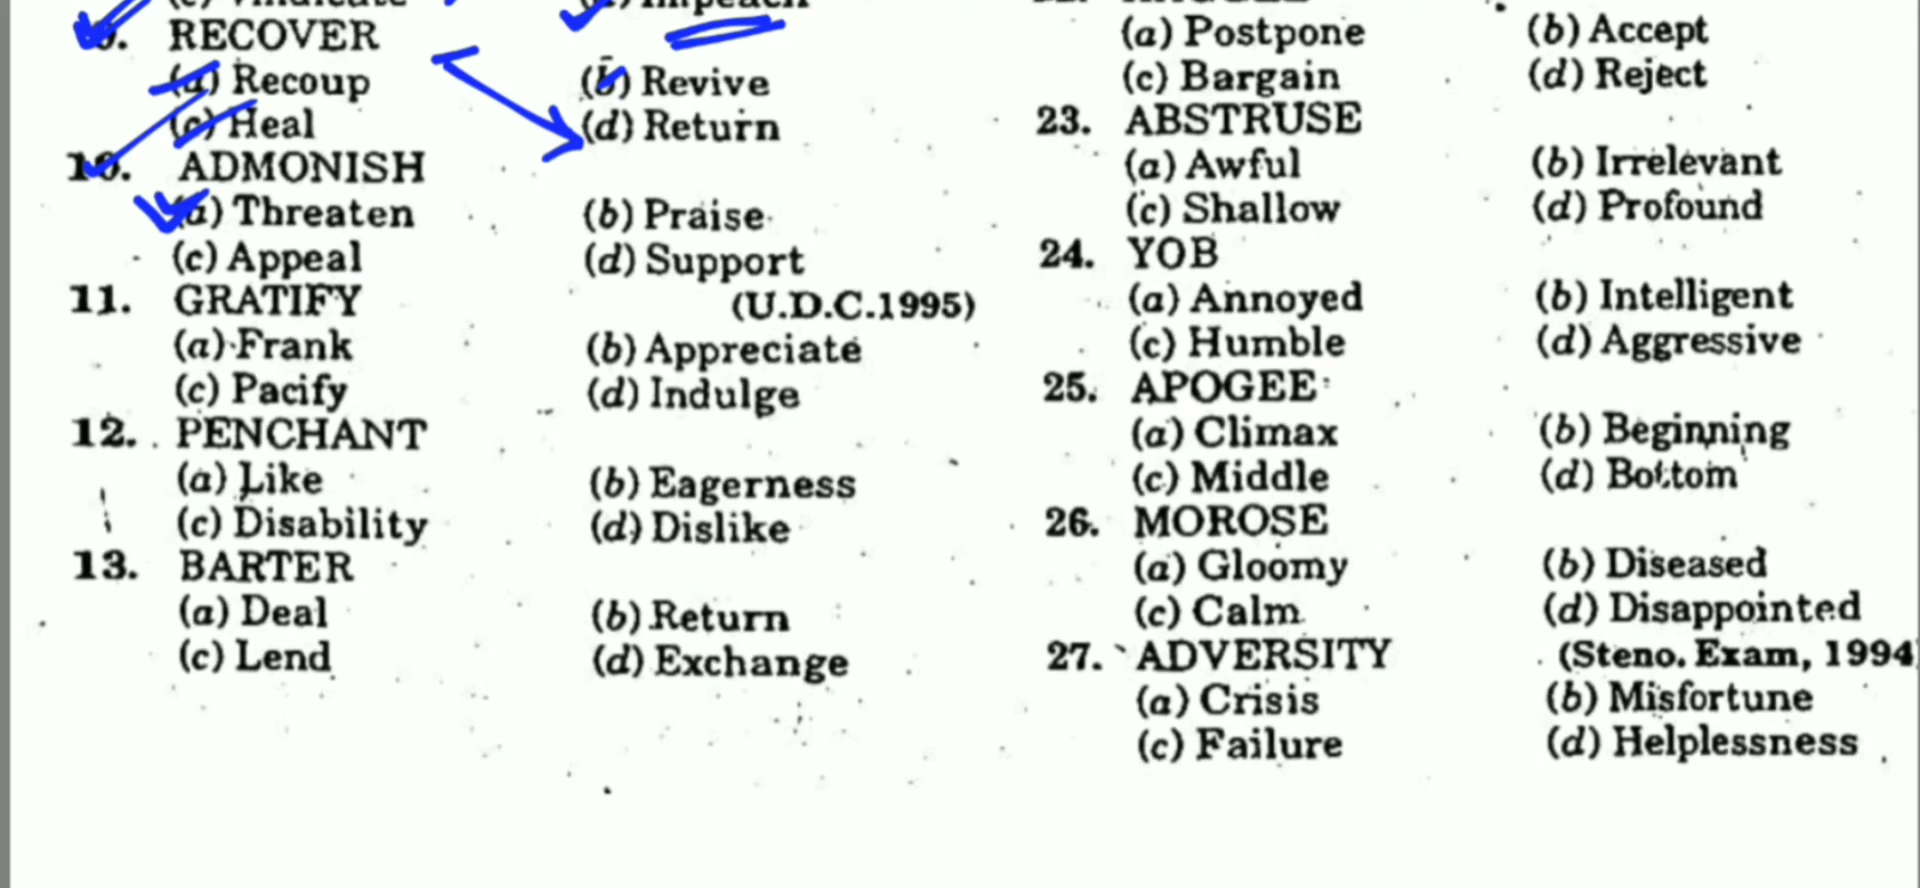 9. RECOVER
(a) Recoup (b) Revive
(c) Heal (d) Return
10. ADMONISH
(a) Threaten (b) Praise
(c) Appeal (d) Support
11. GRATIFY (U.D.C.1995)
(a) Frank (b) Appreciate
(c) Pacify (d) Indulge
12. PENCHANT
(a) Like (b) Eagerness
(c) Disability (d) Dislike
13. BARTER
(a) Deal (b) Return
(c) Lend (d) Exchange
(a) Postpone (b) Accept
(c) Bargain (d) Reject
23. ABSTRUSE
(a) Awful (b) Irrelevant
(c) Shallow (d) Profound
24. YOB
(a) Annoyed (b) Intelligent
(c) Humble (d) Aggressive
25. APOGEE
(a) Climax (b) Beginning
(c) Middle (d) Bottom
26. MOROSE
(a) Gloomy (b) Diseased
(c) Calm (d) Disappointed
27. ADVERSITY (Steno. Exam, 1994)
(a) Crisis (b) Misfortune
(c) Failure (d) Helplessness